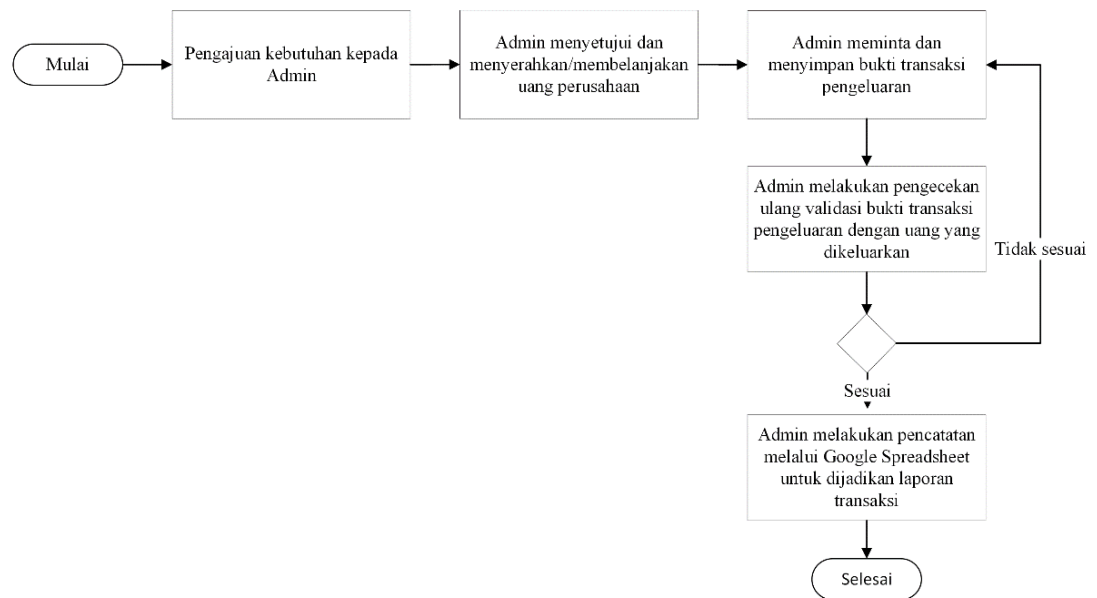 Mulai
Pengajuan kebutuhan kepada
Admin
Admin menyetujui dan
menyerahkan/membelanjakan
uang perusahaan
Admin meminta dan
menyimpan bukti transaksi
pengeluaran
Admin melakukan pengecekan
ulang validasi bukti transaksi
pengeluaran dengan uang yang
dikeluarkan
Tidak sesuai
Sesuai
Admin melakukan pencatatan
melalui Google Spreadsheet
untuk dijadikan laporan
transaksi
Selesai